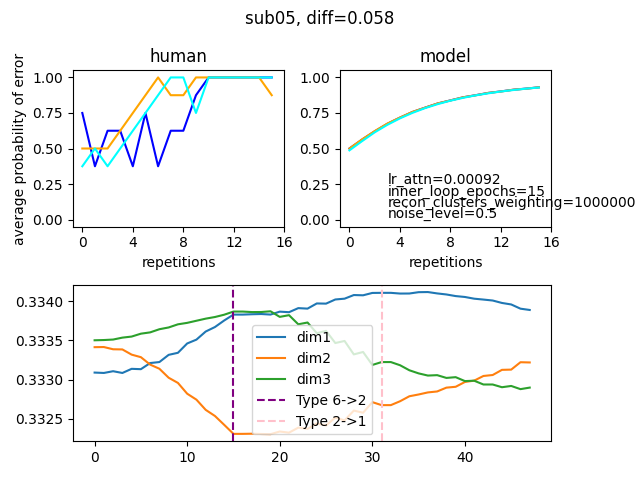 sub05, diff=0.058
human
model
average probability of error
1.00
0.75
0.50
0.25
0.00
0
4
8
12
16
repetitions
1.00
0.75
0.50
0.25
0.00
lr_attn=0.00092
inner_loop_epochs=15
recon_clusters_weighting=1000000
noise_level=0.5
0
4
8
12
16
repetitions
0.3340
0.3335
0.3330
0.3325
dim1
dim2
dim3
Type 6->2
Type 2->1
0
10
20
30
40